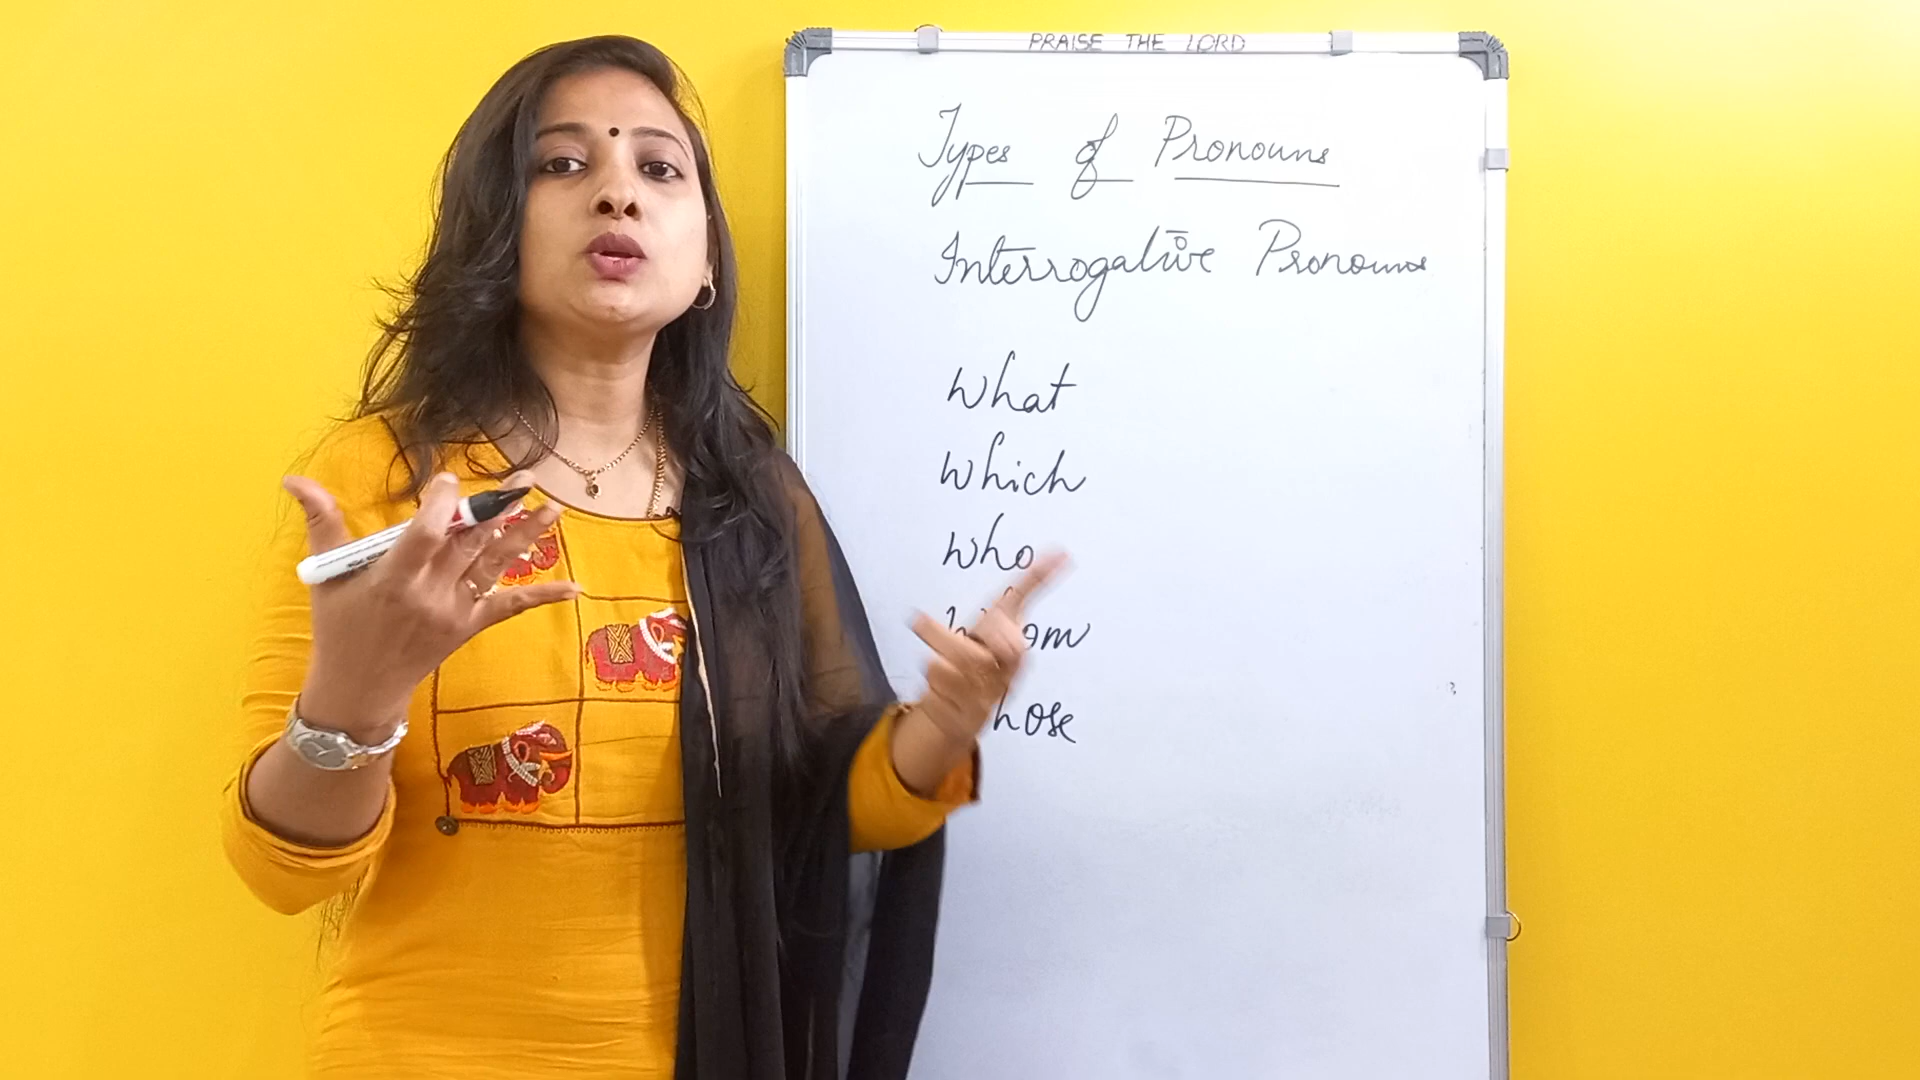 PRAISE THE LORD
Types of Pronouns
Interrogative Pronouns
What
Which
Who